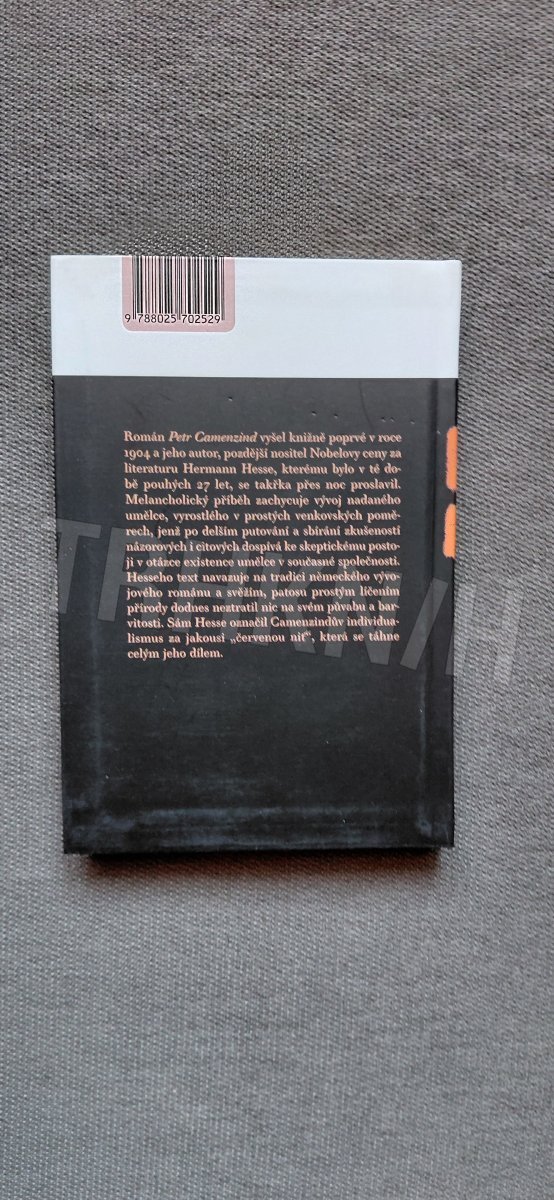 9 788025 702529
Román Petr Camenzind vyšel knižně poprvé v roce
1904 a jeho autor, pozdější nositel Nobelovy ceny za
literaturu Hermann Hesse, kterému bylo v té do-
bě pouhých 27 let, se takřka přes noc proslavil.
Melancholický příběh zachycuje vývoj nadaného
umělce, vyrostlého v prostých venkovských pomě-
rech, jenž po delším putování a sbírání zkušeností
názorových i citových dospívá ke skeptickému posto-
ji v otázce existence umělce v současné společnosti.
Hesseho text navazuje na tradici německého vývo-
jového románu a svěžím, patosu prostým líčením
přírody dodnes neztratil nic na svém půvabu a bar-
vitosti. Sám Hesse označil Camenzindův individua-
lismus za jakousi „červenou niť“, která se táhne
celým jeho dílem.